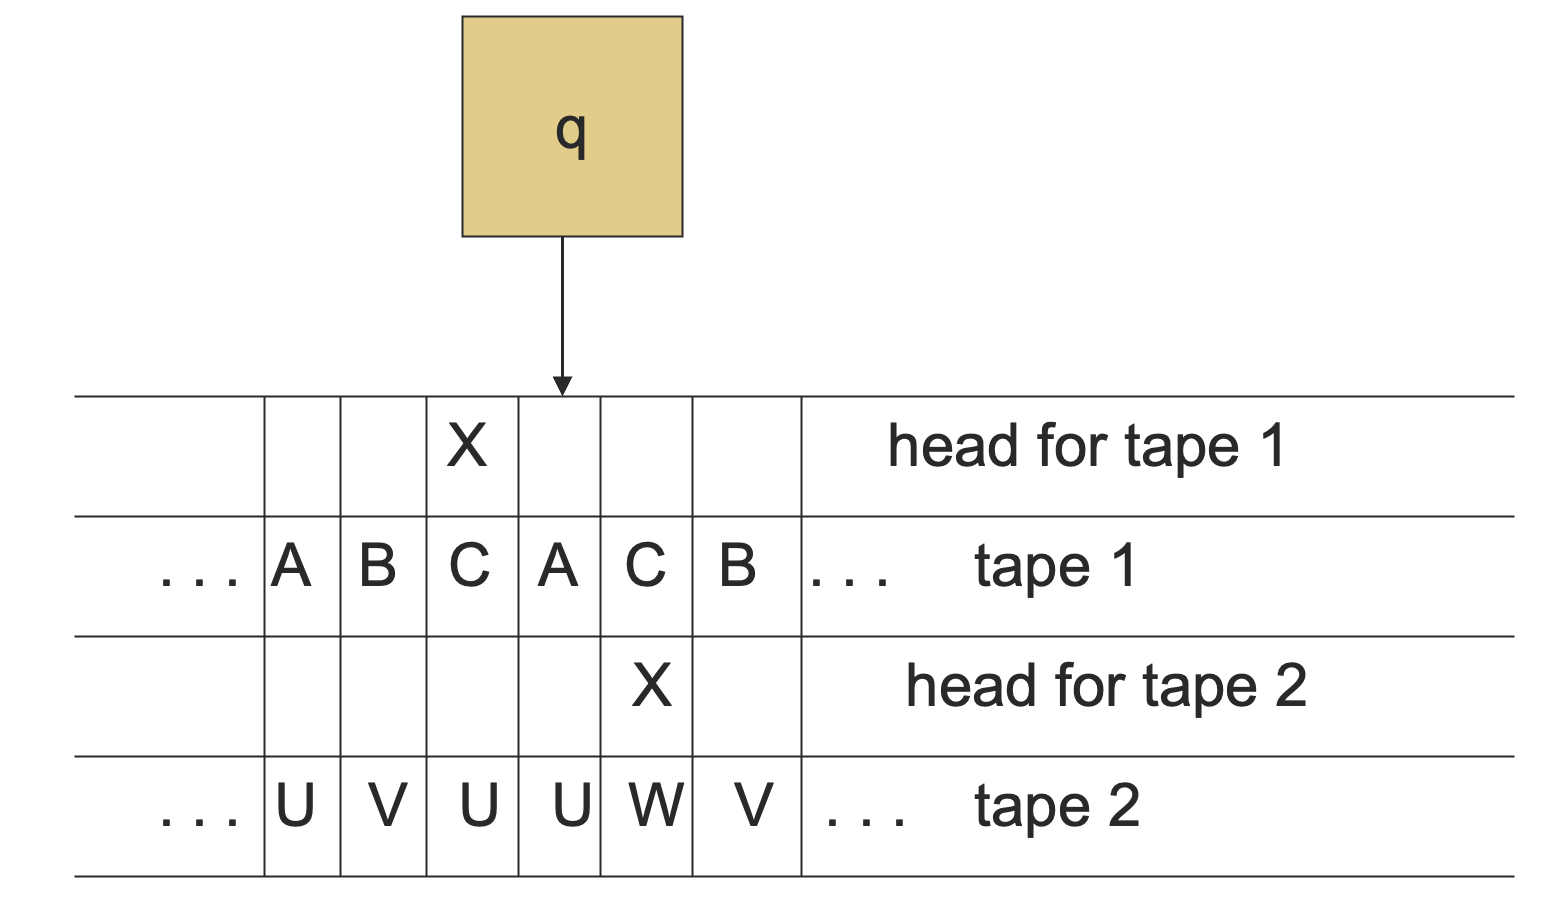 q
X head for tape 1
. . . A B C A C B . . . tape 1
X head for tape 2
. . . U V U U W V . . . tape 2